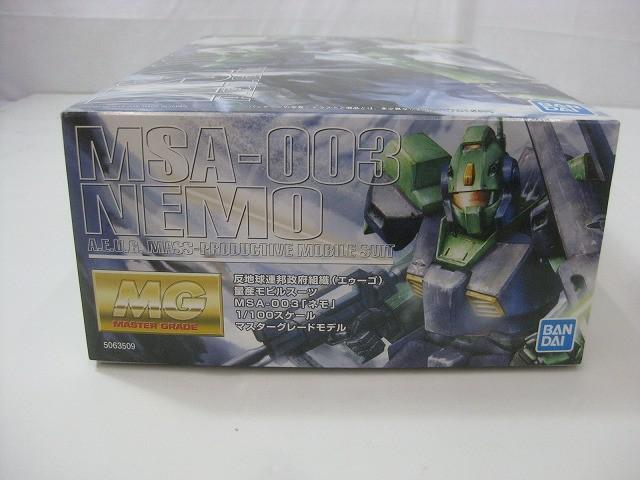 BANDAI
MSA-003
NEMO
A.E.U.G. MASS-PRODUCTIVE MOBILE SUIT
反地球連邦政府組織(エゥーゴ)
量産モビルスーツ
MSA-003「ネモ」
1/100スケール
マスターグレードモデル
MG
MASTER GRADE
5063509
BAN
DAI